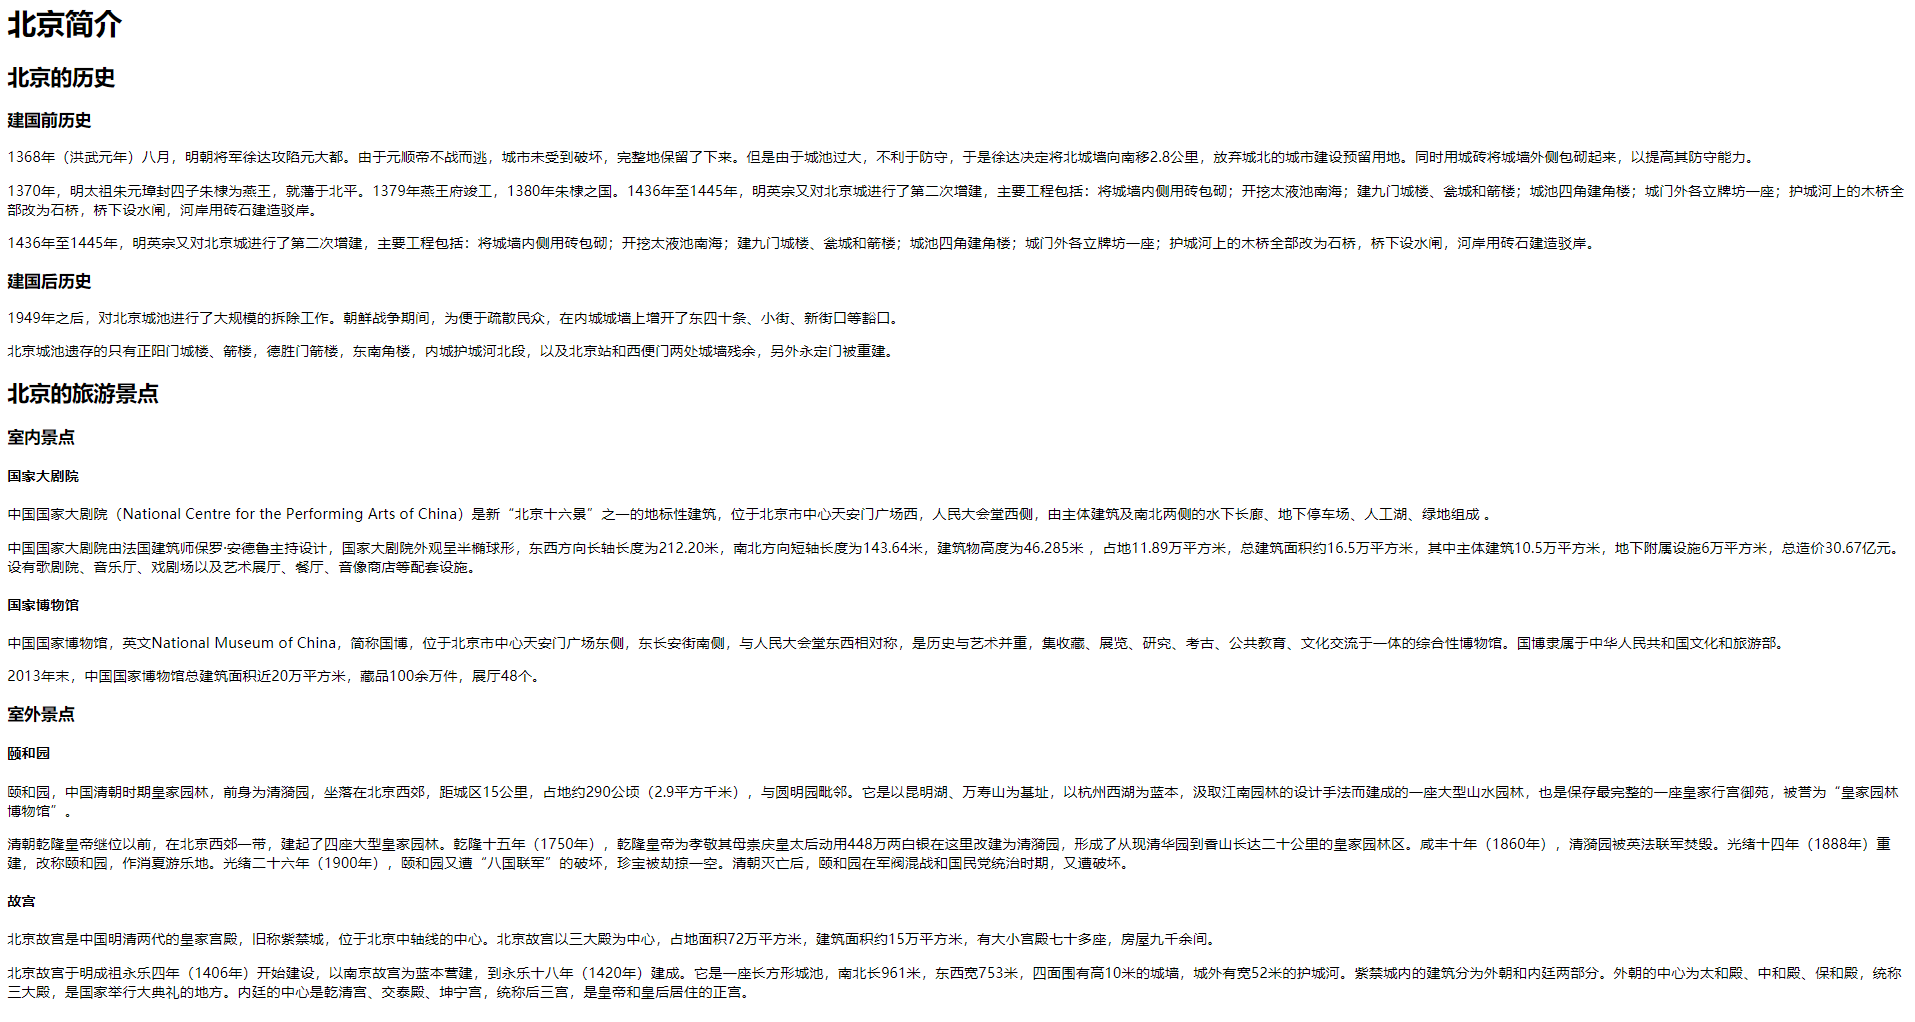 北京简介
北京的历史
建国前历史
1368年（洪武元年）八月，明朝将军徐达攻陷元大都。由于元顺帝不战而逃，城市未受到破坏，完整地保留了下来。但是由于城池过大，不利于防守，于是徐达决定将北城墙向南移2.8公里，放弃城北的城市建设预留用地。同时用城砖将城墙外侧包砌起来，以提高其防守能力。
1370年，明太祖朱元璋封四子朱棣为燕王，就藩于北平。1379年燕王府竣工，1380年朱棣之国。1436年至1445年，明英宗又对北京城进行了第二次增建，主要工程包括：将城墙内侧用砖包砌；开挖太液池南海；建九门城楼、瓮城和箭楼；城池四角建角楼；城门外各立牌坊一座；护城河上的木桥全
部改为石桥，桥下设水闸，河岸用砖石建造驳岸。
1436年至1445年，明英宗又对北京城进行了第二次增建，主要工程包括：将城墙内侧用砖包砌；开挖太液池南海；建九门城楼、瓮城和箭楼；城池四角建角楼；城门外各立牌坊一座；护城河上的木桥全部改为石桥，桥下设水闸，河岸用砖石建造驳岸。
建国后历史
1949年之后，对北京城池进行了大规模的拆除工作。朝鲜战争期间，为便于疏散民众，在内城城墙上增开了东四十条、小街、新街口等豁口。
北京城池遗存的只有正阳门城楼、箭楼，德胜门箭楼，东南角楼，内城护城河北段，以及北京站和西便门两处城墙残余，另外永定门被重建。
北京的旅游景点
室内景点
国家大剧院
中国国家大剧院（National Centre for the Performing Arts of China）是新“北京十六景”之一的地标性建筑，位于北京市中心天安门广场西，人民大会堂西侧，由主体建筑及南北两侧的水下长廊、地下停车场、人工湖、绿地组成 。
中国国家大剧院由法国建筑师保罗·安德鲁主持设计，国家大剧院外观呈半椭球形，东西方向长轴长度为212.20米，南北方向短轴长度为143.64米，建筑物高度为46.285米 ，占地11.89万平方米，总建筑面积约16.5万平方米，其中主体建筑10.5万平方米，地下附属设施6万平方米，总造价30.67亿元。
设有歌剧院、音乐厅、戏剧场以及艺术展厅、餐厅、音像商店等配套设施。
国家博物馆
中国国家博物馆，英文National Museum of China，简称国博，位于北京市中心天安门广场东侧，东长安街南侧，与人民大会堂东西相对称，是历史与艺术并重，集收藏、展览、研究、考古、公共教育、文化交流于一体的综合性博物馆。国博隶属于中华人民共和国文化和旅游部。
2013年末，中国国家博物馆总建筑面积近20万平方米，藏品100余万件，展厅48个。
室外景点
颐和园
颐和园，中国清朝时期皇家园林，前身为清漪园，坐落在北京西郊，距城区15公里，占地约290公顷（2.9平方千米），与圆明园毗邻。它是以昆明湖、万寿山为基址，以杭州西湖为蓝本，汲取江南园林的设计手法而建成的一座大型山水园林，也是保存最完整的一座皇家行宫御苑，被誉为“皇家园林
博物馆”。
清朝乾隆皇帝继位以前，在北京西郊一带，建起了四座大型皇家园林。乾隆十五年（1750年），乾隆皇帝为孝敬其母崇庆皇太后动用448万两白银在这里改建为清漪园，形成了从现清华园到香山长达二十公里的皇家园林区。咸丰十年（1860年），清漪园被英法联军焚毁。光绪十四年（1888年）重
建，改称颐和园，作消夏游乐地。光绪二十六年（1900年），颐和园又遭“八国联军”的破坏，珍宝被劫掠一空。清朝灭亡后，颐和园在军阀混战和国民党统治时期，又遭破坏。
故宫
北京故宫是中国明清两代的皇家宫殿，旧称紫禁城，位于北京中轴线的中心。北京故宫以三大殿为中心，占地面积72万平方米，建筑面积约15万平方米，有大小宫殿七十多座，房屋九千余间。
北京故宫于明成祖永乐四年（1406年）开始建设，以南京故宫为蓝本营建，到永乐十八年（1420年）建成。它是一座长方形城池，南北长961米，东西宽753米，四面围有高10米的城墙，城外有宽52米的护城河。紫禁城内的建筑分为外朝和内廷两部分。外朝的中心为太和殿、中和殿、保和殿，统称
三大殿，是国家举行大典礼的地方。内廷的中心是乾清宫、交泰殿、坤宁宫，统称后三宫，是皇帝和皇后居住的正宫。